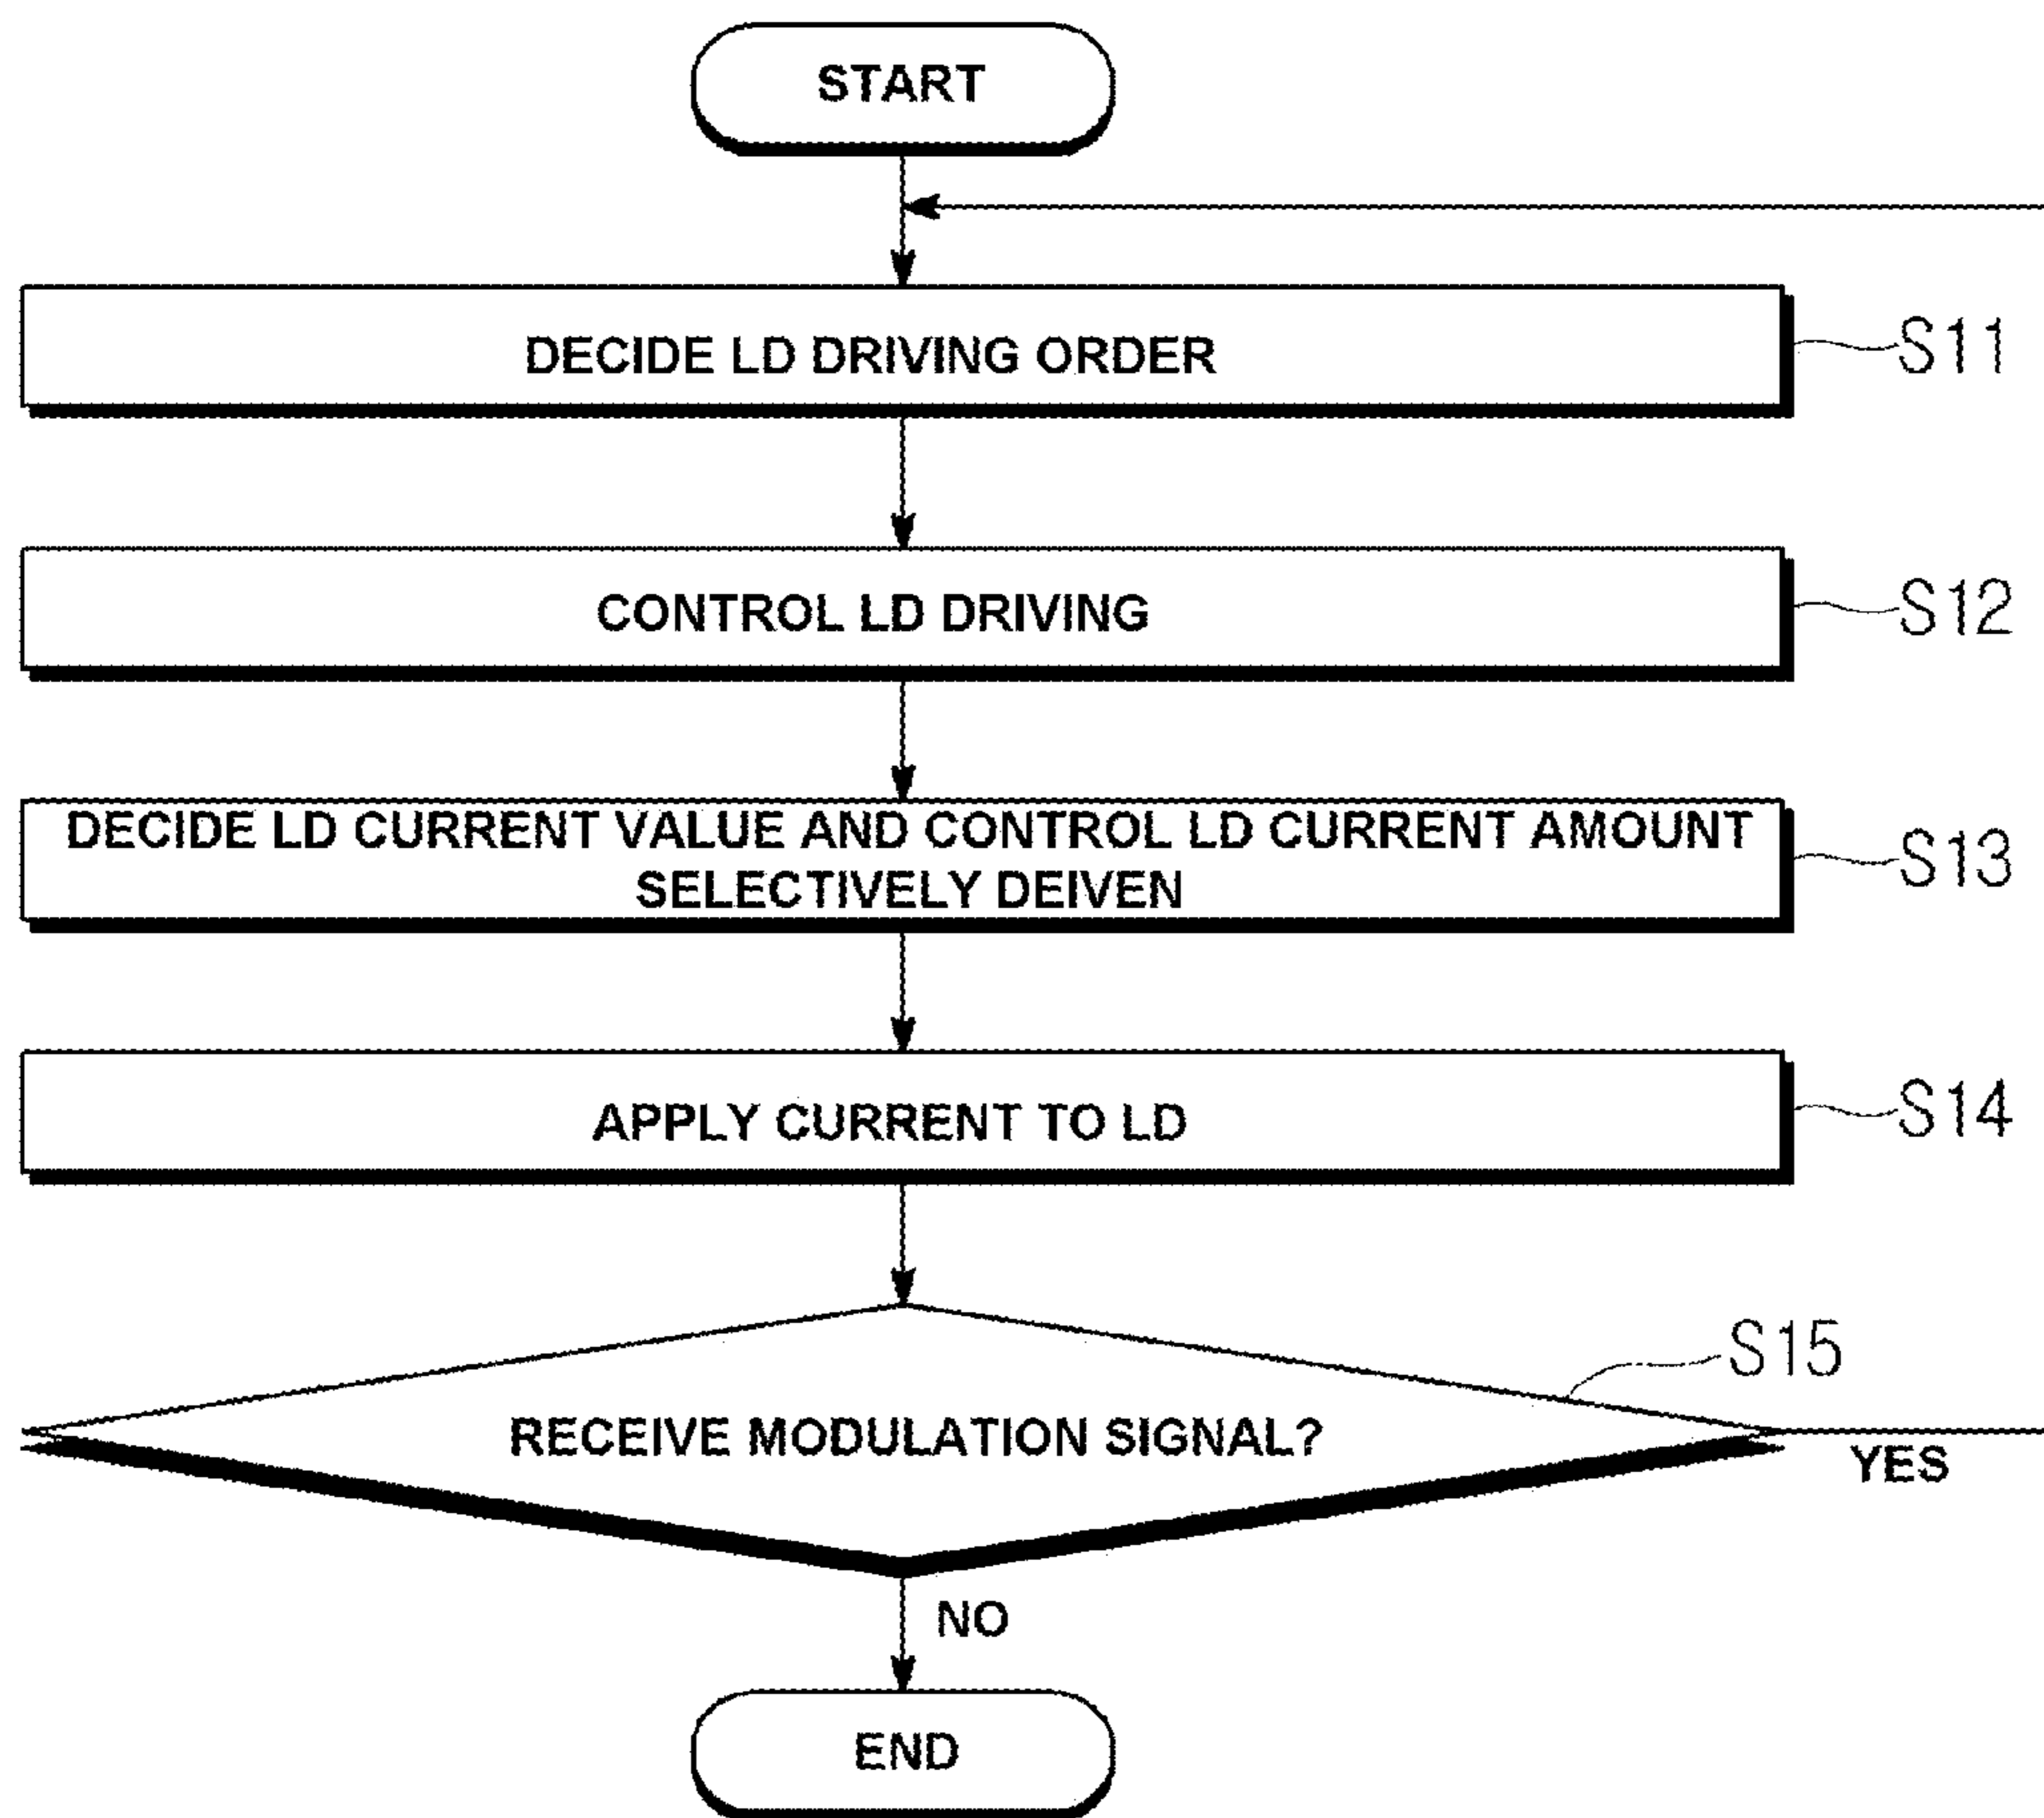 START
DECIDE LD DRIVING ORDER
S11
CONTROL LD DRIVING
S12
DECIDE LD CURRENT VALUE AND CONTROL LD CURRENT AMOUNT
SELECTIVELY DEIVEN
S13
APPLY CURRENT TO LD
S14
S15
RECEIVE MODULATION SIGNAL?
YES
NO
END